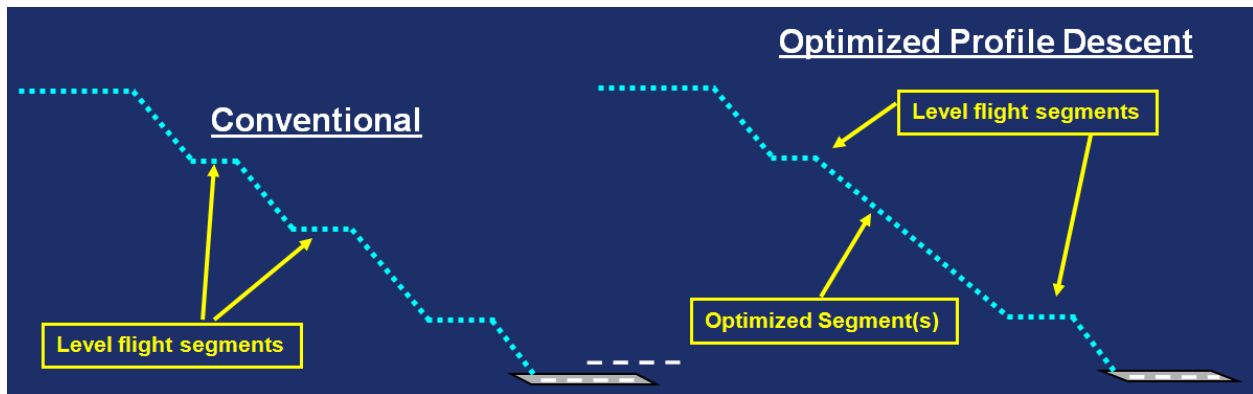 Optimized Profile Descent
Conventional
Level flight segments
Level flight segments
Optimized Segment(s)